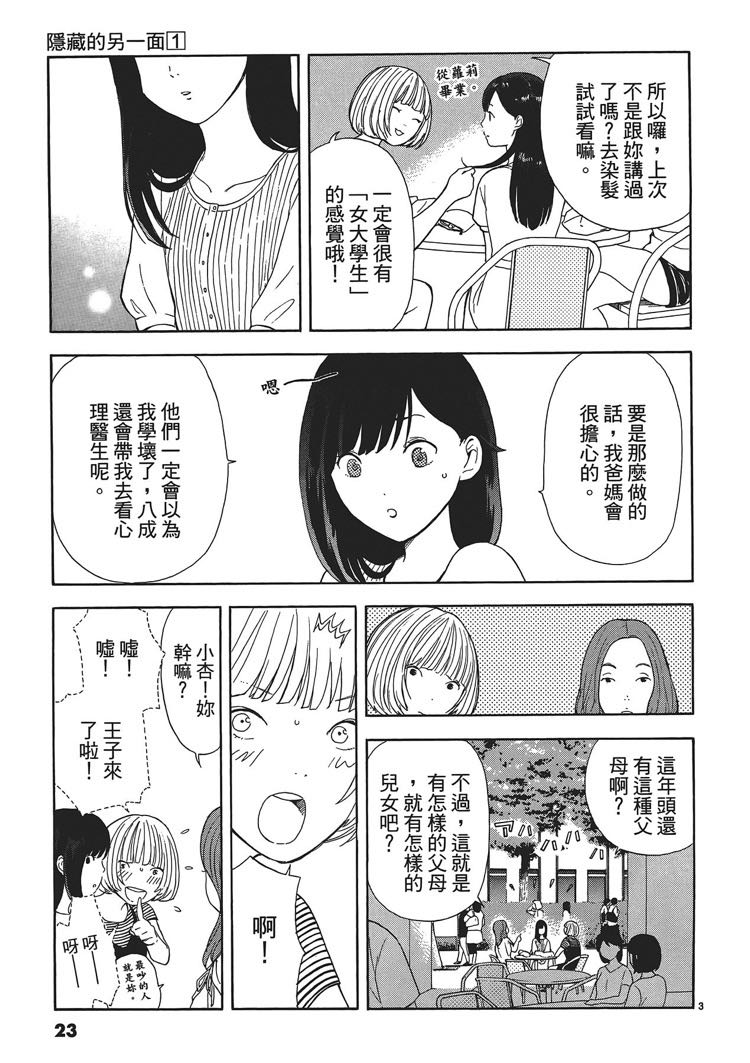 隱藏的另一面1
所以囉，上次
不是跟妳講過
了嗎？去染髮
試試看嘛。
從蘿莉
畢業。
一定會很有
「女大學生」
的感覺哦！
要是那麼做的
話，我爸媽會
很擔心的。
嗯
他們一定會以為
我學壞了，八成
還會帶我去看心
理醫生呢。
這年頭還
有這種父
母啊？
不過，這就是
有怎樣的父母
，就有怎樣的
兒女吧？
啊！
小杏！妳
幹嘛？
噓！
噓！
王子來
了啦！
呀——
呀——
最吵的人
就是妳。
3
23